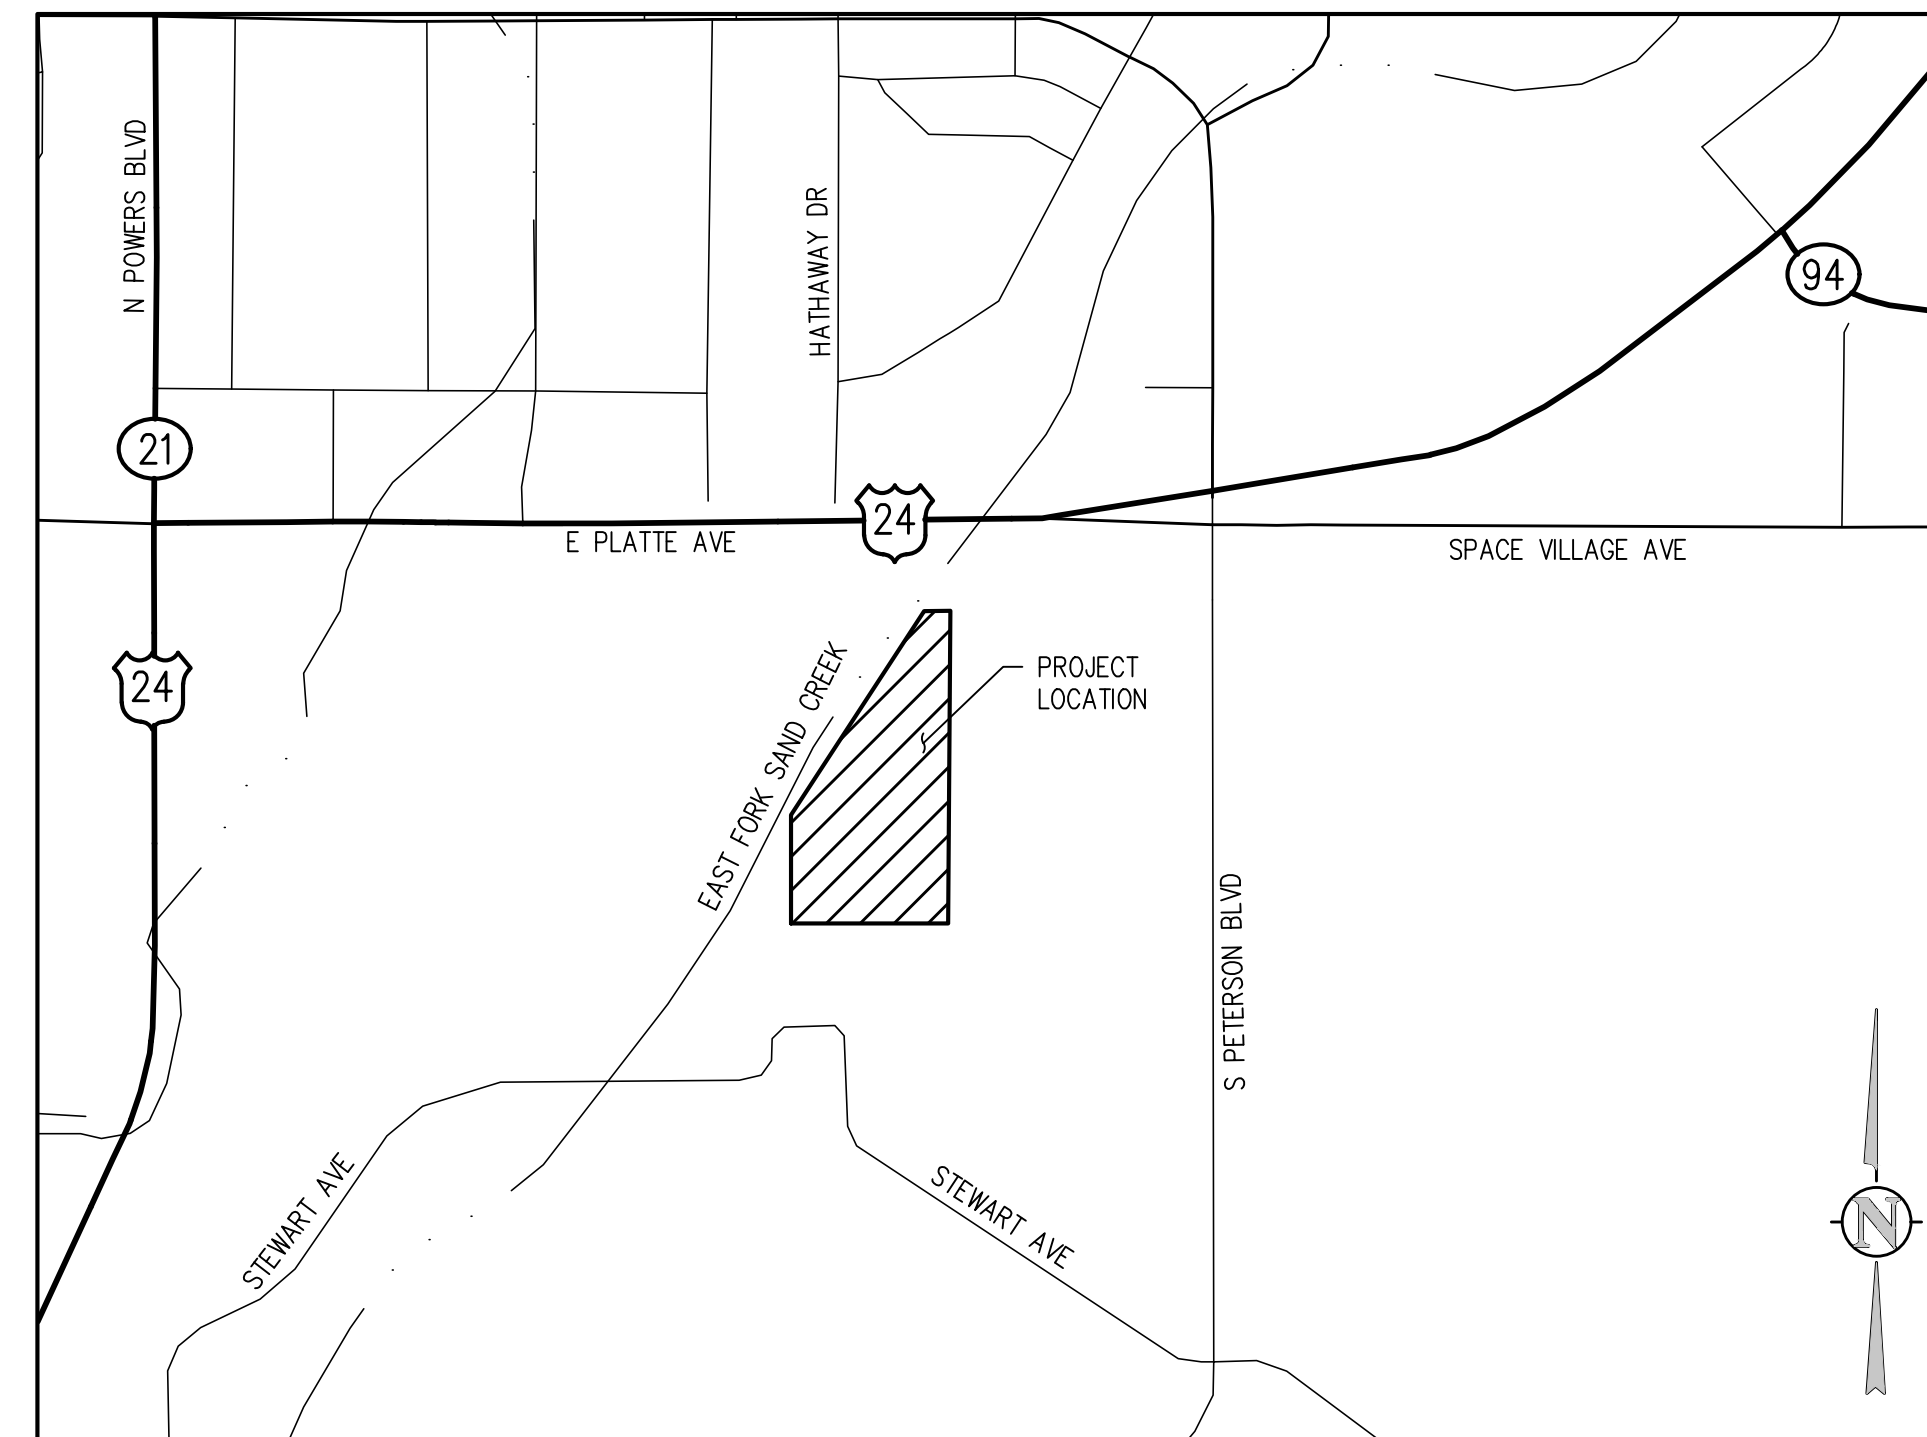 N POWERS BLVD
HATHAWAY DR
94
21
24
E PLATTE AVE
SPACE VILLAGE AVE
24
EAST FORK SAND CREEK
PROJECT
LOCATION
S PETERSON BLVD
STEWART AVE
STEWART AVE
N